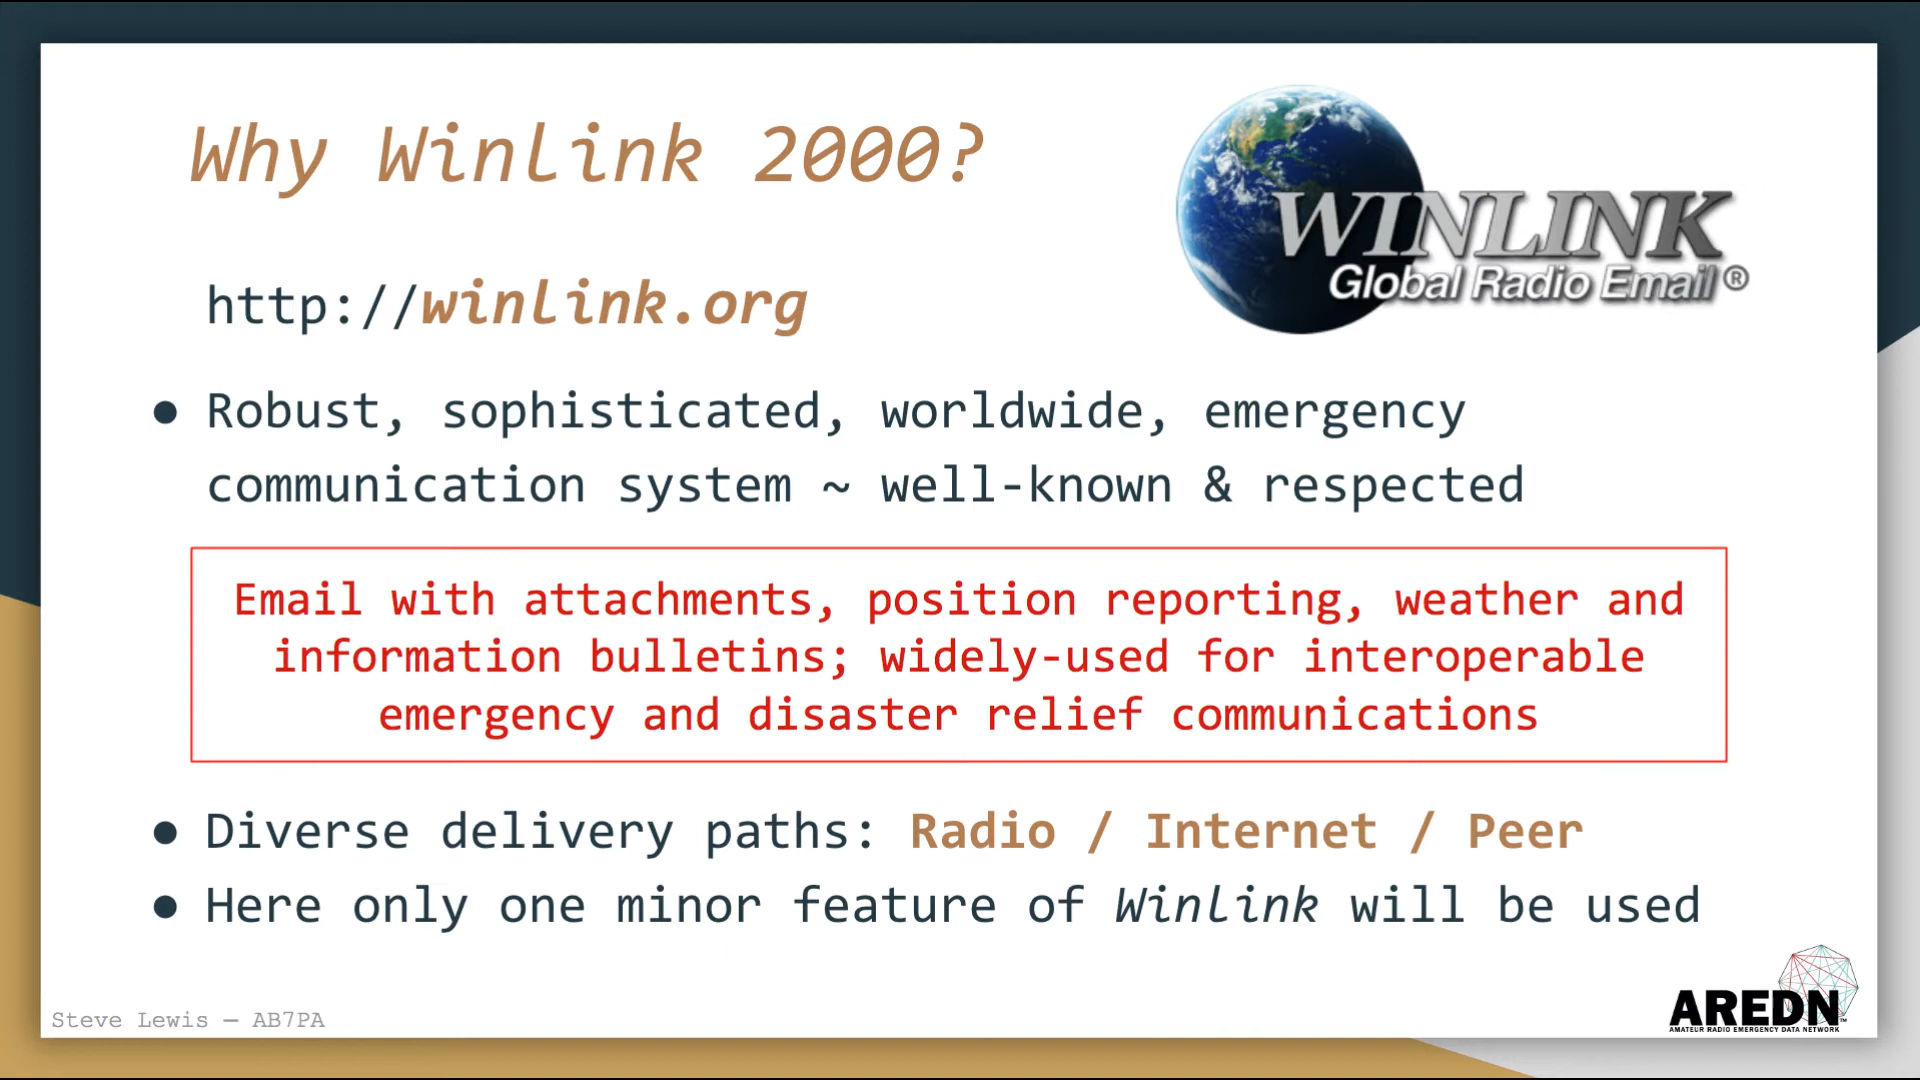 Why Winlink 2000?
WINLINK
Global Radio Email®
http://winlink.org
● Robust, sophisticated, worldwide, emergency
communication system ~ well-known & respected
Email with attachments, position reporting, weather and
information bulletins; widely-used for interoperable
emergency and disaster relief communications
● Diverse delivery paths: Radio / Internet / Peer
● Here only one minor feature of Winlink will be used
Steve Lewis – AB7PA
AREDN™
AMATEUR RADIO EMERGENCY DATA NETWORK